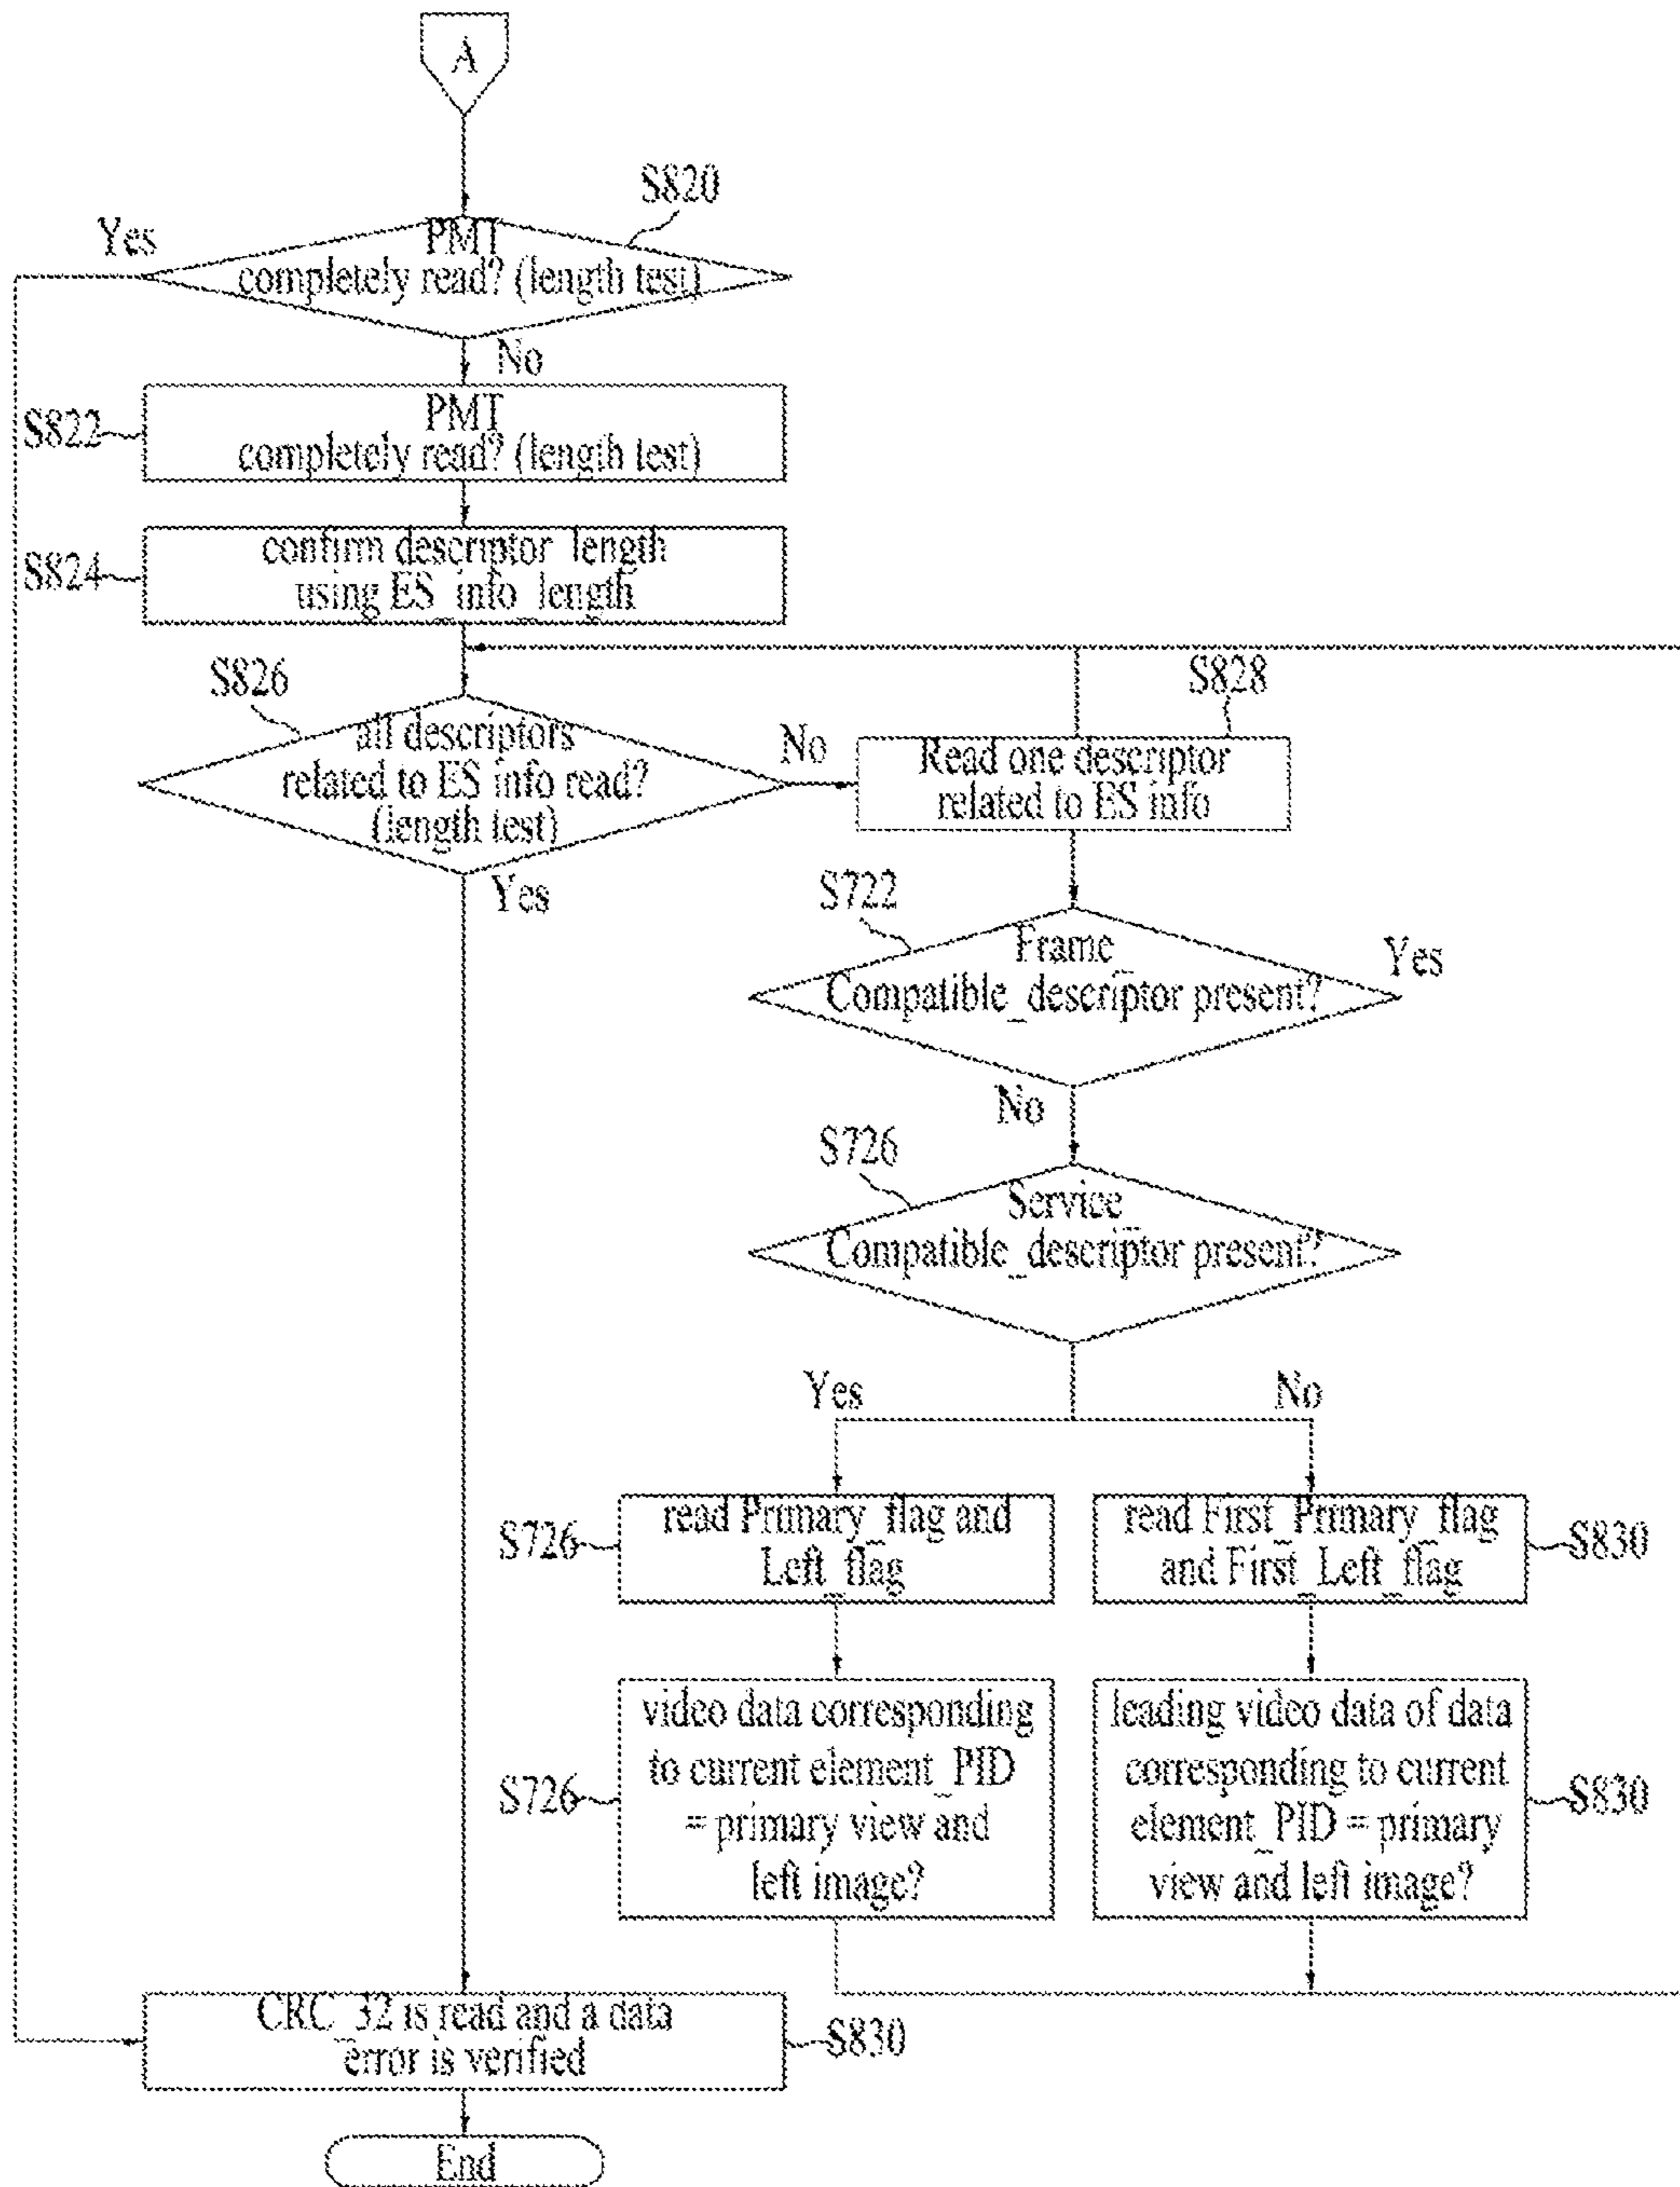 A
S820
Yes
PMT
completely read? (length test)
No
S822
PMT
completely read? (length test)
S824
confirm descriptor_length
using ES_info_length
S826
all descriptors
related to ES info read?
(length test)
No
Yes
S828
Read one descriptor
related to ES info
S722
Frame_
Compatible_descriptor present?
Yes
No
S726
Service_
Compatible_descriptor present?
Yes
No
S726
read Primary_flag and
Left_flag
read First_Primary_flag
and First_Left_flag
S830
S726
video data corresponding
to current element_PID
= primary view and
left image?
leading video data of data
corresponding to current
element_PID = primary
view and left image?
S830
CRC_32 is read and a data
error is verified
S830
End